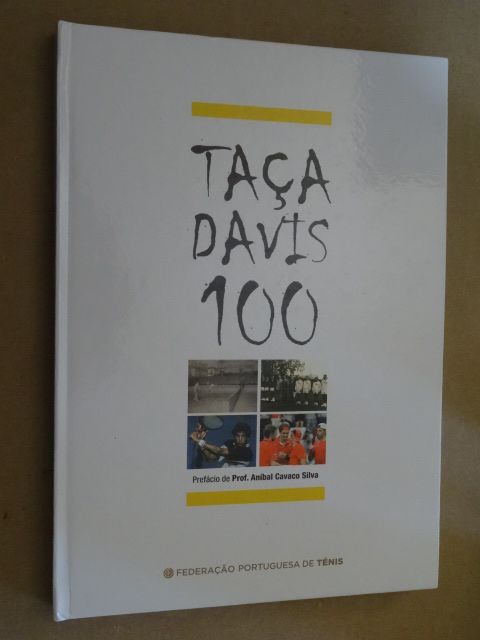 TAÇA
DAVIS
100
Prefácio de Prof. Aníbal Cavaco Silva
FEDERAÇÃO PORTUGUESA DE TÉNIS